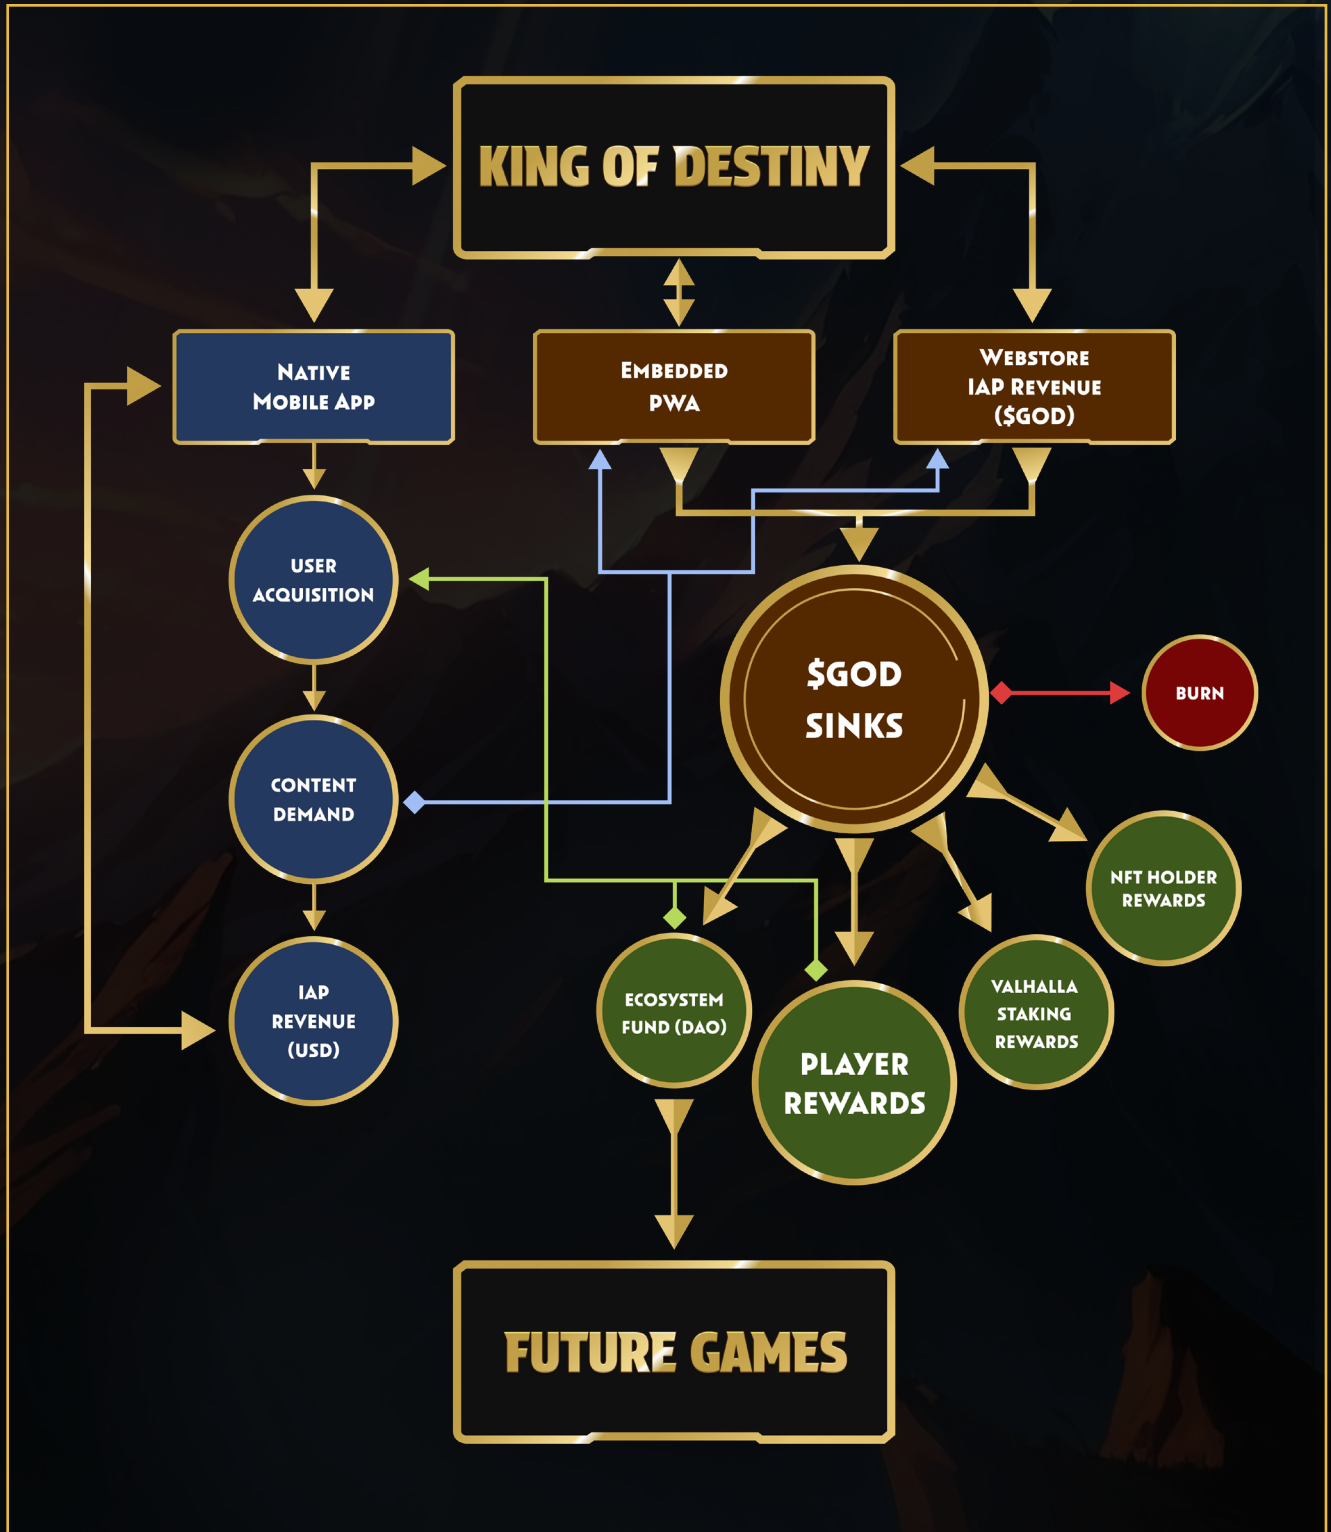 KING OF DESTINY
NATIVE
MOBILE APP
EMBEDDED
PWA
WEBSTORE
IAP REVENUE
($GOD)
USER
ACQUISITION
$GOD
SINKS
BURN
CONTENT
DEMAND
NFT HOLDER
REWARDS
IAP
REVENUE
(USD)
ECOSYSTEM
FUND (DAO)
PLAYER
REWARDS
VALHALLA
STAKING
REWARDS
FUTURE GAMES